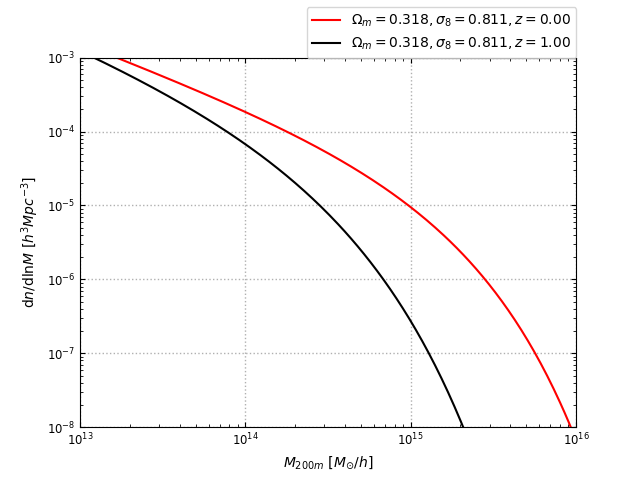 Ωₘ = 0.318, σ₈ = 0.811, z = 0.00
Ωₘ = 0.318, σ₈ = 0.811, z = 1.00
10⁻³
10⁻⁴
10⁻⁵
10⁻⁶
10⁻⁷
10⁻⁸
dn/dlnM [h³Mpc⁻³]
10¹³ 10¹⁴ 10¹⁵ 10¹⁶
M₂₀₀ₘ [M⊙/h]